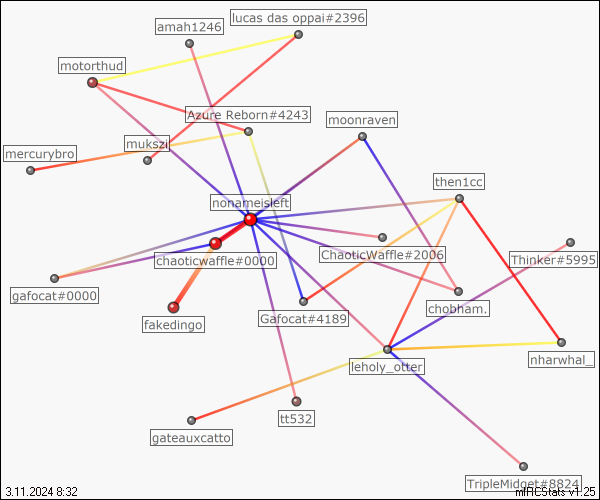 lucas das oppai#2396
amah1246
motorthud
Azure Reborn#4243
moonraven
mukszi
mercurybro
then1cc
nonameisleft
ChaoticWaffle#2006
Thinker#5995
chaoticwaffle#0000
gafocat#0000
chobham.
Gafocat#4189
fakedingo
nharwhal_
leholy_otter
tt532
gateauxcatto
TripleMidget#8824
3.11.2024 8:32
mIRCStats v1.25